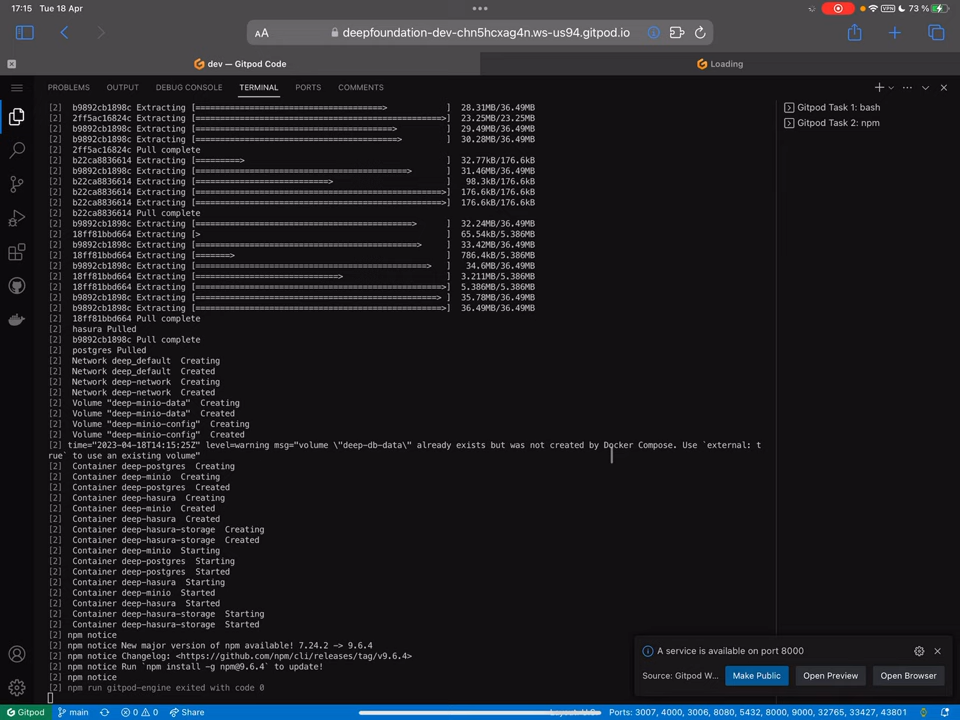 17:15 Tue 18 Apr
73 %
AA deepfoundation-dev-chn5hcxag4n.ws-us94.gitpod.io
dev — Gitpod Code
Loading
PROBLEMS OUTPUT DEBUG CONSOLE TERMINAL PORTS COMMENTS
[2] b9892cb1898c Extracting [=====================================> ] 28.31MB/36.49MB
[2] 2ff5ac16824c Extracting [==================================================>] 23.25MB/23.25MB
[2] b9892cb1898c Extracting [=======================================> ] 29.49MB/36.49MB
[2] b9892cb1898c Extracting [========================================> ] 30.28MB/36.49MB
[2] 2ff5ac16824c Pull complete
[2] b22ca8836614 Extracting [=========> ] 32.77kB/176.6kB
[2] b9892cb1898c Extracting [===========================================> ] 31.46MB/36.49MB
[2] b22ca8836614 Extracting [===========================> ] 98.3kB/176.6kB
[2] b22ca8836614 Extracting [==================================================>] 176.6kB/176.6kB
[2] b22ca8836614 Extracting [==================================================>] 176.6kB/176.6kB
[2] b22ca8836614 Pull complete
[2] b9892cb1898c Extracting [============================================> ] 32.24MB/36.49MB
[2] 18ff81bbd664 Extracting [> ] 65.54kB/5.386MB
[2] b9892cb1898c Extracting [=============================================> ] 33.42MB/36.49MB
[2] 18ff81bbd664 Extracting [=======> ] 786.4kB/5.386MB
[2] b9892cb1898c Extracting [===============================================> ] 34.6MB/36.49MB
[2] 18ff81bbd664 Extracting [=============================> ] 3.211MB/5.386MB
[2] 18ff81bbd664 Extracting [==================================================>] 5.386MB/5.386MB
[2] b9892cb1898c Extracting [=================================================> ] 35.78MB/36.49MB
[2] b9892cb1898c Extracting [==================================================>] 36.49MB/36.49MB
[2] 18ff81bbd664 Pull complete
[2] hasura Pulled
[2] b9892cb1898c Pull complete
[2] postgres Pulled
[2] Network deep_default Creating
[2] Network deep_default Created
[2] Network deep-network Creating
[2] Network deep-network Created
[2] Volume "deep-minio-data" Creating
[2] Volume "deep-minio-data" Created
[2] Volume "deep-minio-config" Creating
[2] Volume "deep-minio-config" Created
[2] time="2023-04-18T14:15:25Z" level=warning msg="volume \"deep-db-data\" already exists but was not created by Docker Compose. Use `external: t
rue` to use an existing volume"
[2] Container deep-postgres Creating
[2] Container deep-minio Creating
[2] Container deep-postgres Created
[2] Container deep-hasura Creating
[2] Container deep-minio Created
[2] Container deep-hasura Created
[2] Container deep-hasura-storage Creating
[2] Container deep-hasura-storage Created
[2] Container deep-minio Starting
[2] Container deep-postgres Starting
[2] Container deep-postgres Started
[2] Container deep-hasura Starting
[2] Container deep-minio Started
[2] Container deep-hasura Started
[2] Container deep-hasura-storage Starting
[2] Container deep-hasura-storage Started
[2] npm notice
[2] npm notice New major version of npm available! 7.24.2 -> 9.6.4
[2] npm notice Changelog: <https://github.com/npm/cli/releases/tag/v9.6.4>
[2] npm notice Run `npm install -g npm@9.6.4` to update!
[2] npm notice
[2] npm run gitpod-engine exited with code 0
Gitpod Task 1: bash
Gitpod Task 2: npm
A service is available on port 8000
Source: Gitpod W... Make Public Open Preview Open Browser
Gitpod main 0 0 Share Ports: 3007, 4000, 3006, 8080, 5432, 8000, 9000, 32765, 33427, 43801